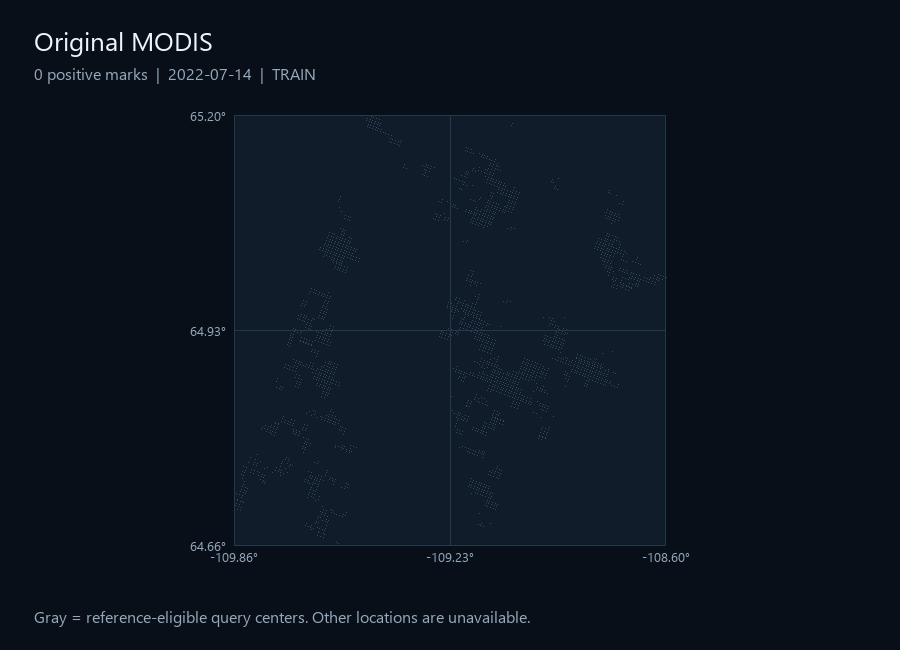 Original MODIS
0 positive marks | 2022-07-14 | TRAIN
65.20°
64.93°
64.66°
-109.86°
-109.23°
-108.60°
Gray = reference-eligible query centers. Other locations are unavailable.